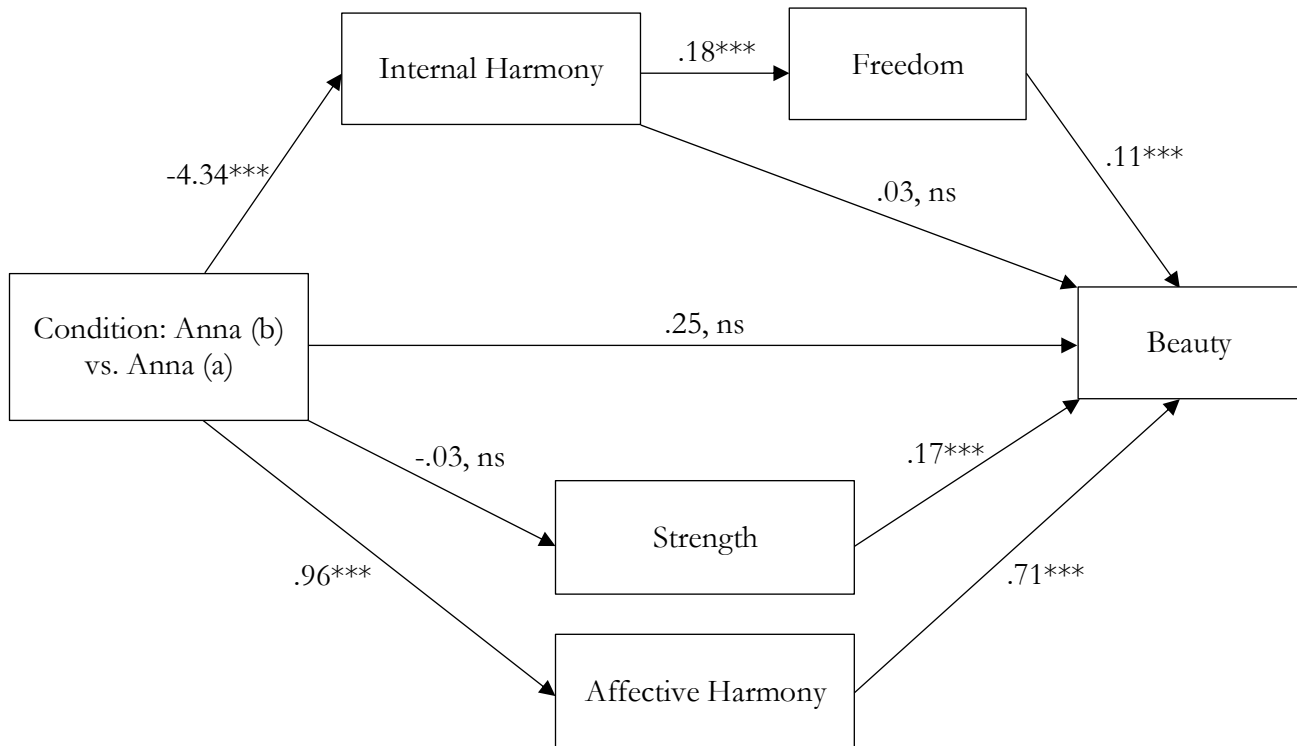 Internal Harmony
.18***
Freedom
-4.34***
.11***
.03, ns
Condition: Anna (b)
vs. Anna (a)
.25, ns
Beauty
-.03, ns
.17***
Strength
.96***
.71***
Affective Harmony